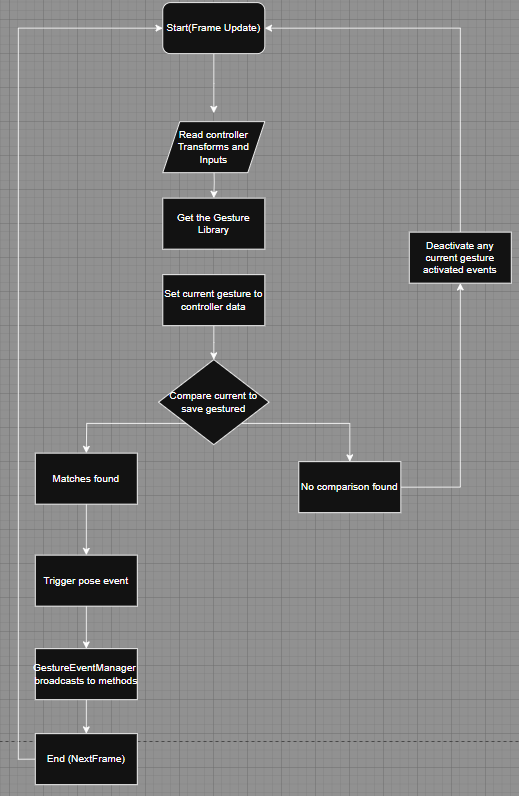 Start(Frame Update)
Read controller
Transforms and
Inputs
Get the Gesture
Library
Deactivate any
current gesture
activated events
Set current gesture to
controller data
Compare current to
save gestured
Matches found
No comparison found
Trigger pose event
GestureEventManager
broadcasts to methods
End (NextFrame)